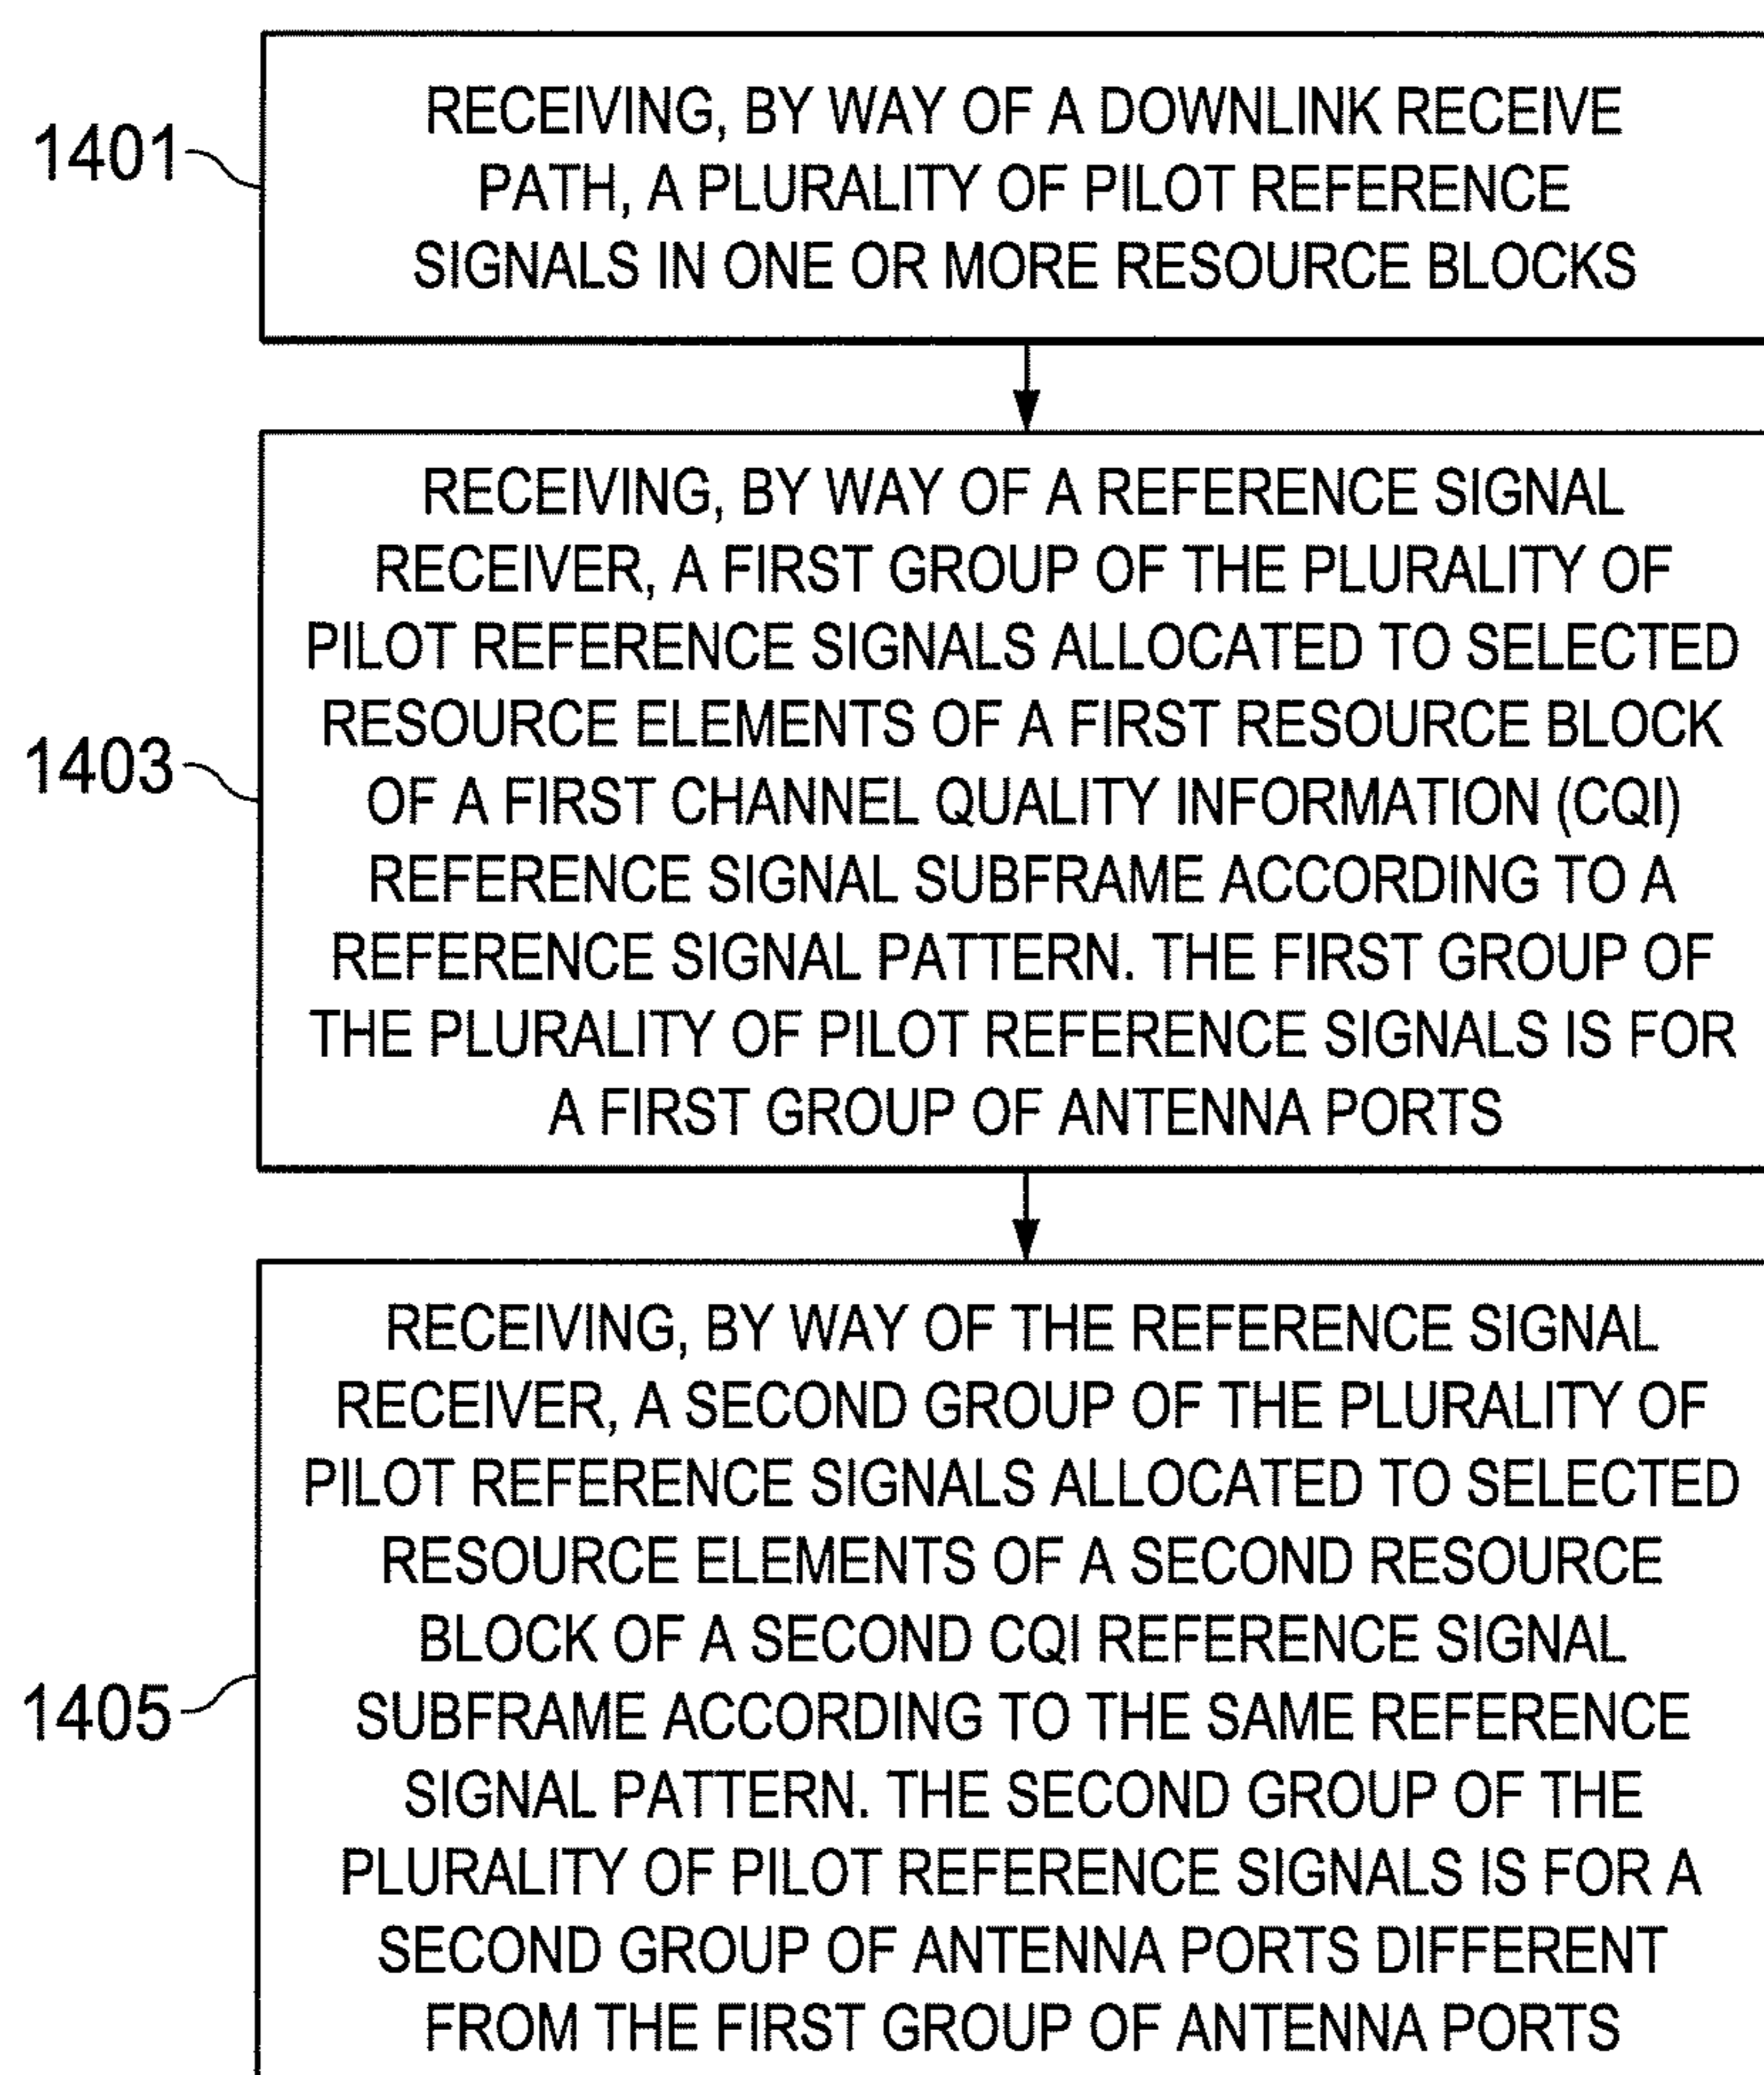 1401
RECEIVING, BY WAY OF A DOWNLINK RECEIVE
PATH, A PLURALITY OF PILOT REFERENCE
SIGNALS IN ONE OR MORE RESOURCE BLOCKS
1403
RECEIVING, BY WAY OF A REFERENCE SIGNAL
RECEIVER, A FIRST GROUP OF THE PLURALITY OF
PILOT REFERENCE SIGNALS ALLOCATED TO SELECTED
RESOURCE ELEMENTS OF A FIRST RESOURCE BLOCK
OF A FIRST CHANNEL QUALITY INFORMATION (CQI)
REFERENCE SIGNAL SUBFRAME ACCORDING TO A
REFERENCE SIGNAL PATTERN. THE FIRST GROUP OF
THE PLURALITY OF PILOT REFERENCE SIGNALS IS FOR
A FIRST GROUP OF ANTENNA PORTS
1405
RECEIVING, BY WAY OF THE REFERENCE SIGNAL
RECEIVER, A SECOND GROUP OF THE PLURALITY OF
PILOT REFERENCE SIGNALS ALLOCATED TO SELECTED
RESOURCE ELEMENTS OF A SECOND RESOURCE
BLOCK OF A SECOND CQI REFERENCE SIGNAL
SUBFRAME ACCORDING TO THE SAME REFERENCE
SIGNAL PATTERN. THE SECOND GROUP OF THE
PLURALITY OF PILOT REFERENCE SIGNALS IS FOR A
SECOND GROUP OF ANTENNA PORTS DIFFERENT
FROM THE FIRST GROUP OF ANTENNA PORTS